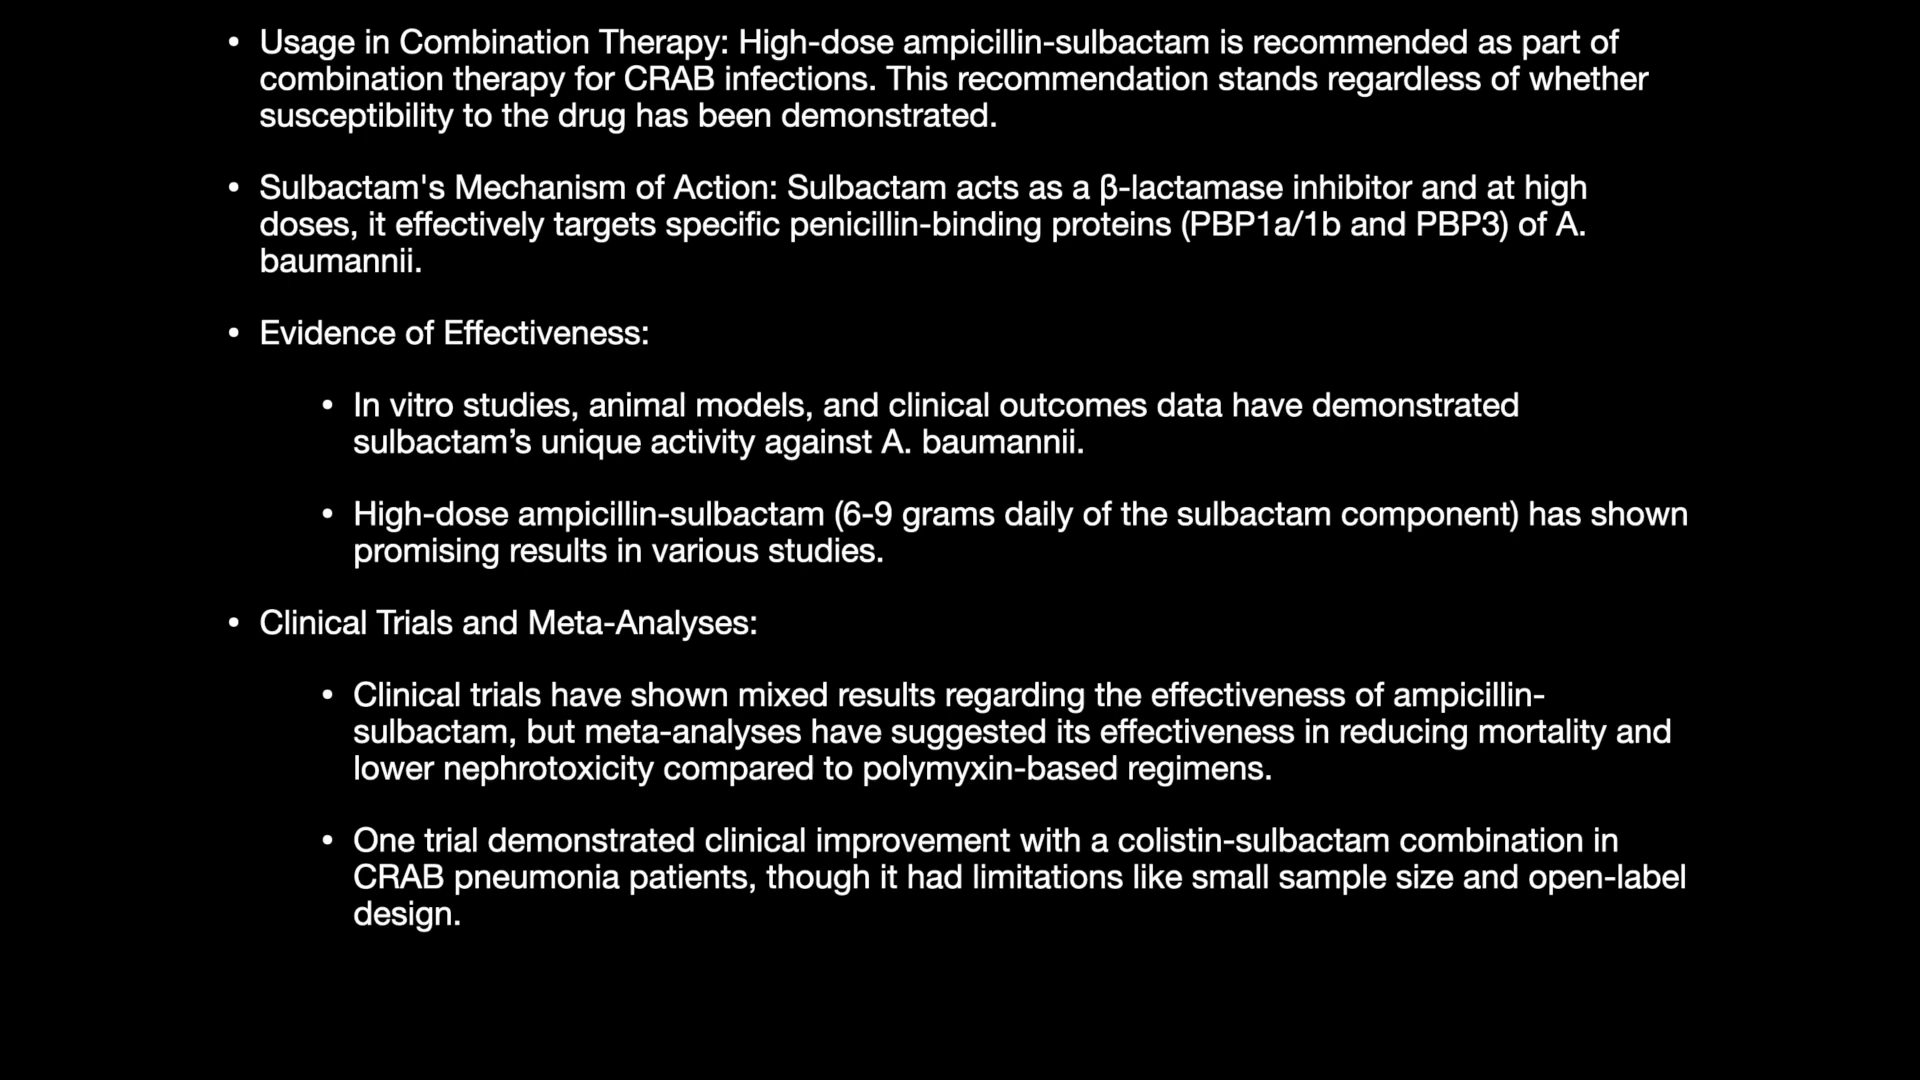 • Usage in Combination Therapy: High-dose ampicillin-sulbactam is recommended as part of
combination therapy for CRAB infections. This recommendation stands regardless of whether
susceptibility to the drug has been demonstrated.
• Sulbactam's Mechanism of Action: Sulbactam acts as a β-lactamase inhibitor and at high
doses, it effectively targets specific penicillin-binding proteins (PBP1a/1b and PBP3) of A.
baumannii.
• Evidence of Effectiveness:
• In vitro studies, animal models, and clinical outcomes data have demonstrated
sulbactam’s unique activity against A. baumannii.
• High-dose ampicillin-sulbactam (6-9 grams daily of the sulbactam component) has shown
promising results in various studies.
• Clinical Trials and Meta-Analyses:
• Clinical trials have shown mixed results regarding the effectiveness of ampicillin-
sulbactam, but meta-analyses have suggested its effectiveness in reducing mortality and
lower nephrotoxicity compared to polymyxin-based regimens.
• One trial demonstrated clinical improvement with a colistin-sulbactam combination in
CRAB pneumonia patients, though it had limitations like small sample size and open-label
design.